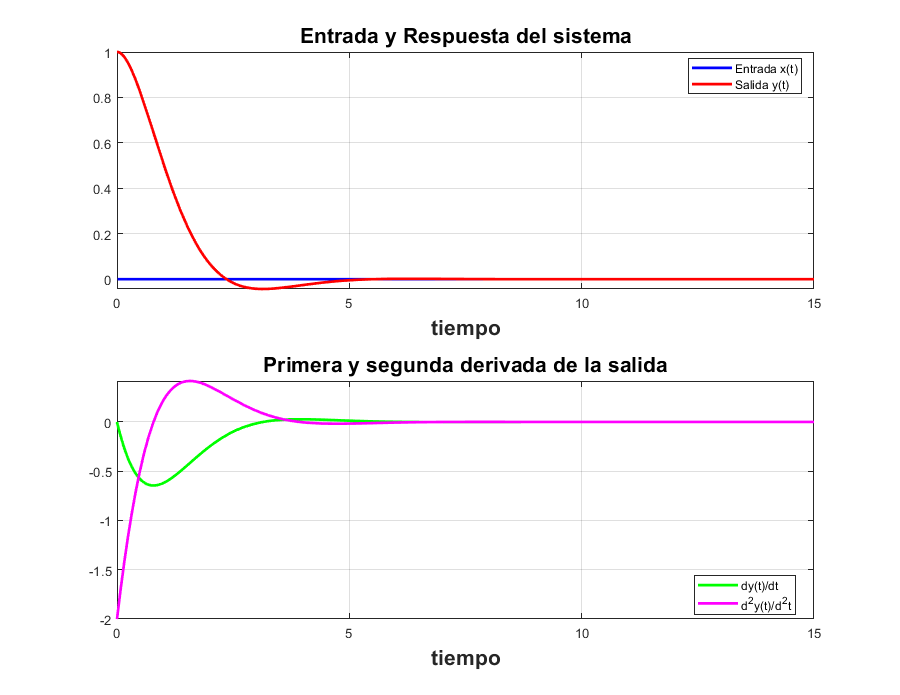 Entrada y Respuesta del sistema
1
0.8
0.6
0.4
0.2
0
Entrada x(t)
Salida y(t)
0 5 10 15
tiempo
Primera y segunda derivada de la salida
0
-0.5
-1
-1.5
-2
dy(t)/dt
d²y(t)/d²t
0 5 10 15
tiempo